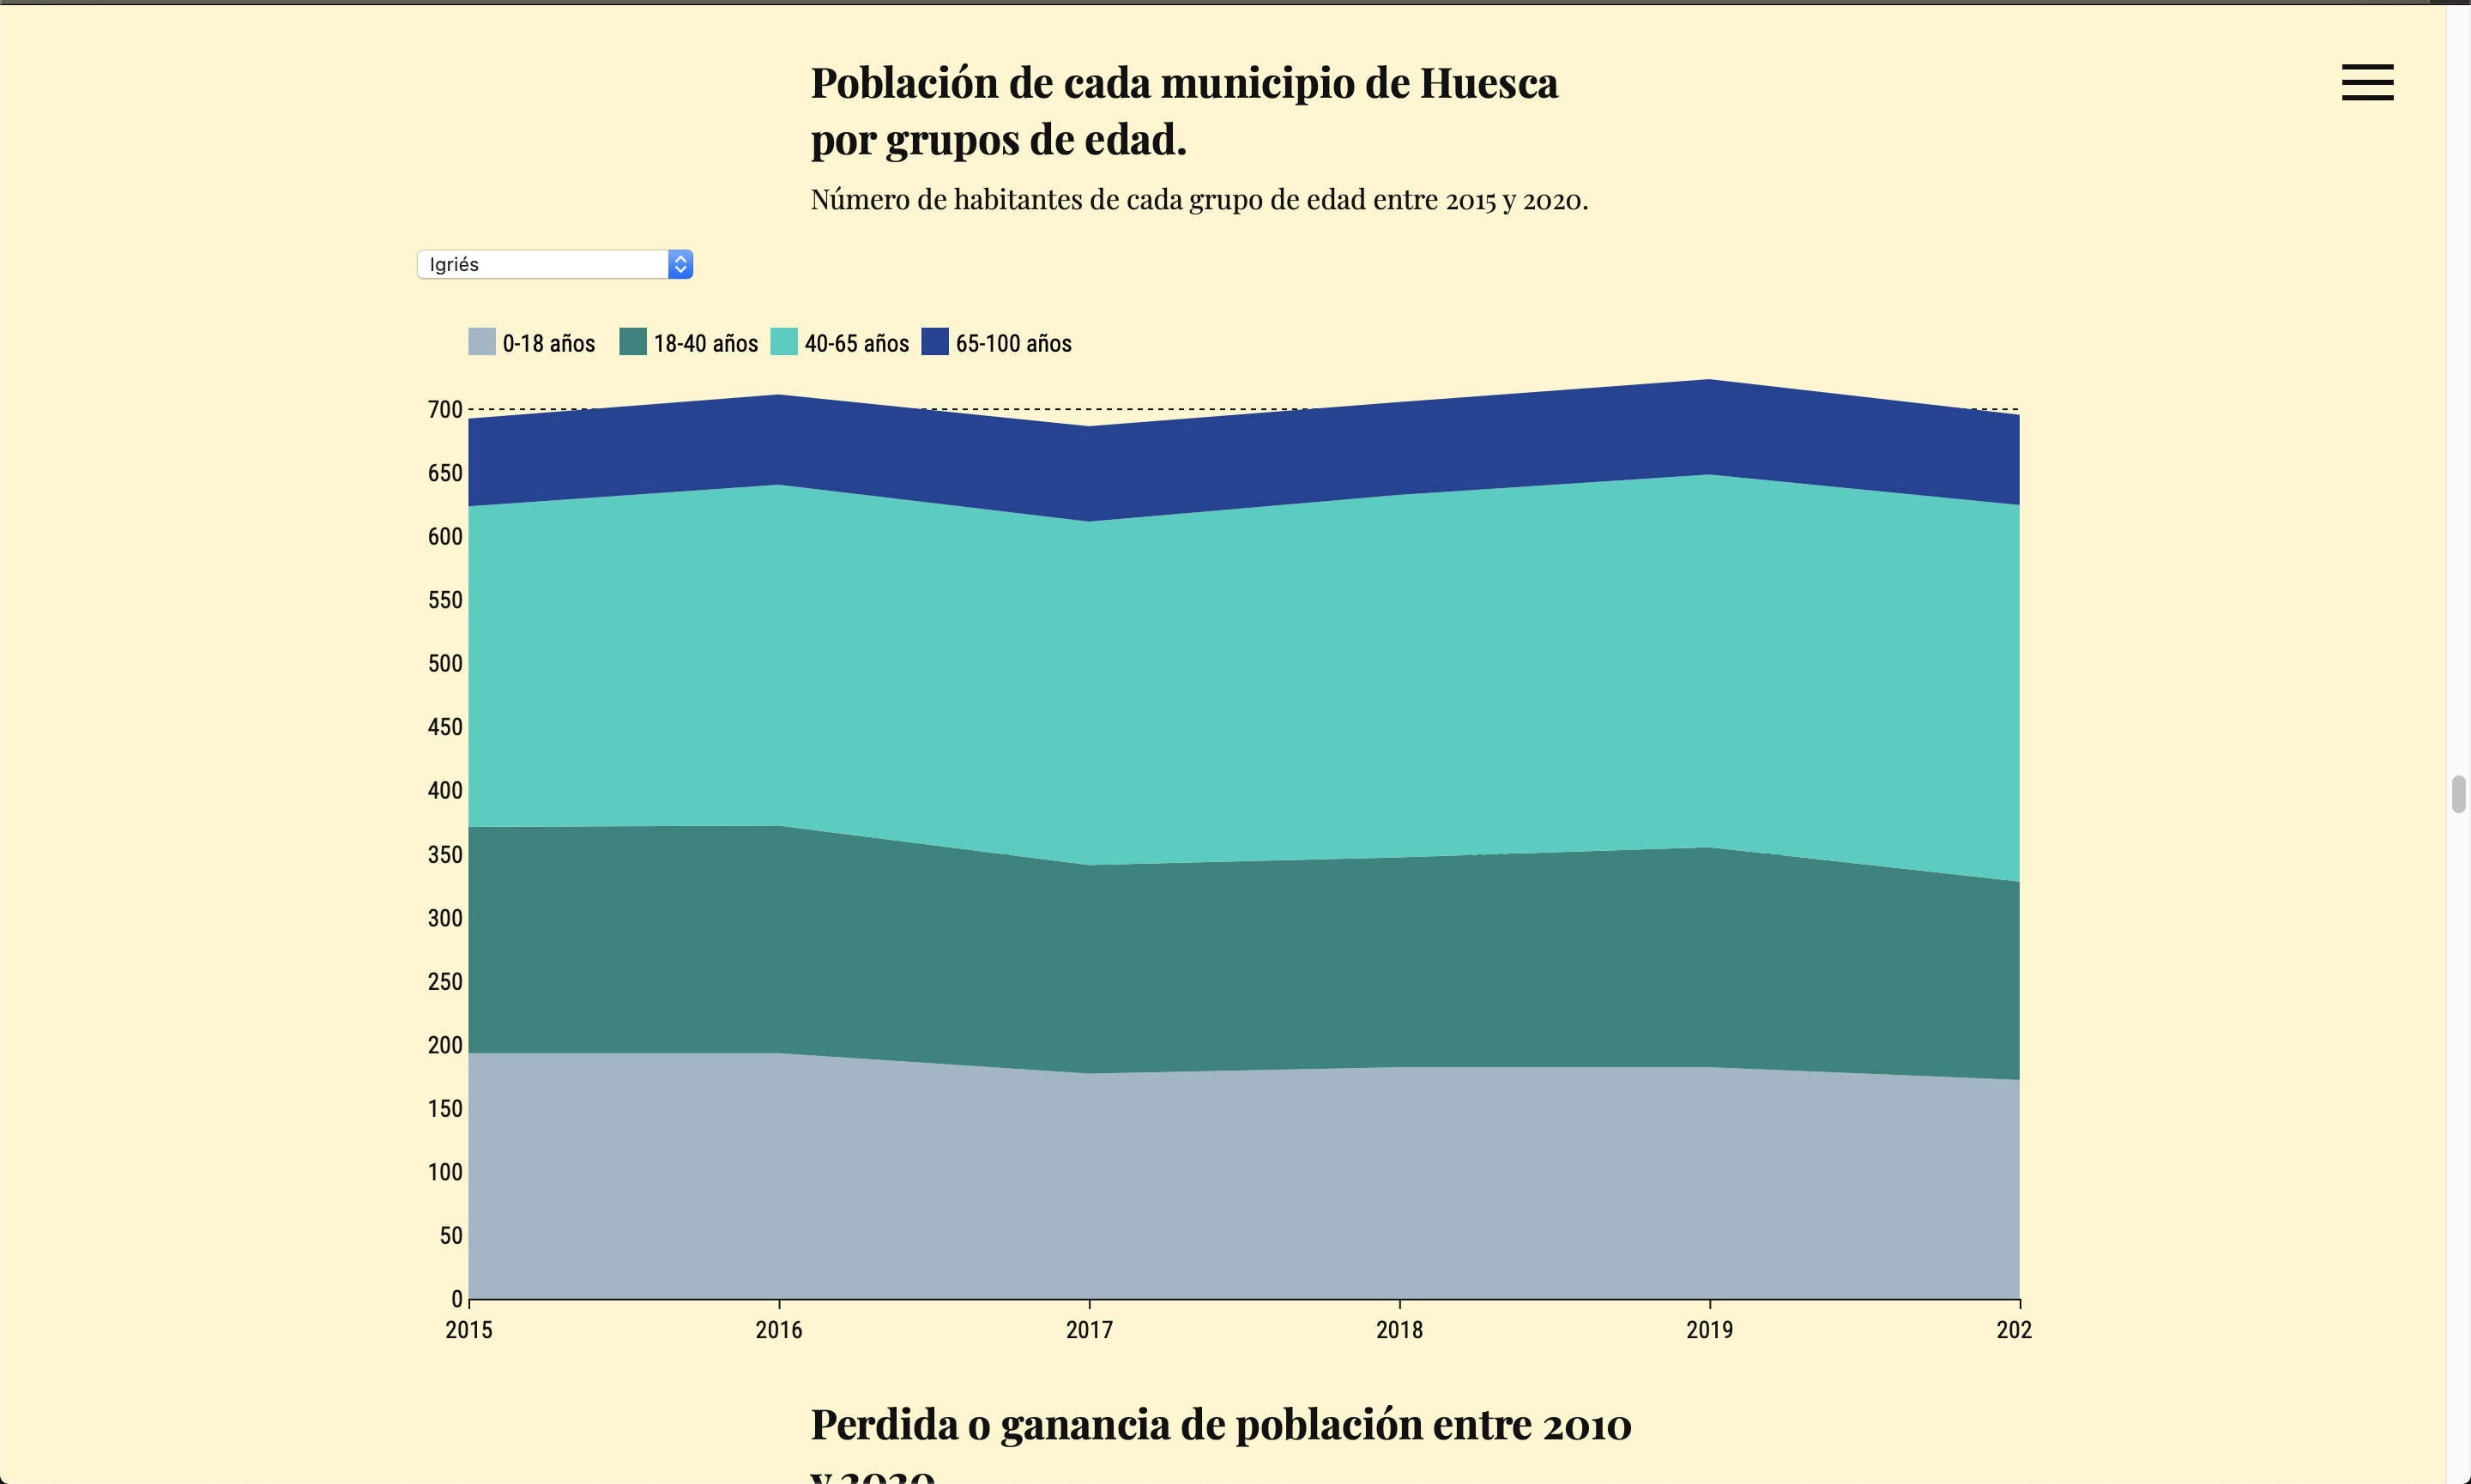 Población de cada municipio de Huesca
por grupos de edad.
Número de habitantes de cada grupo de edad entre 2015 y 2020.
Igriés
0-18 años 18-40 años 40-65 años 65-100 años
700
650
600
550
500
450
400
350
300
250
200
150
100
50
0
2015 2016 2017 2018 2019 202
Perdida o ganancia de población entre 2010
y 2020